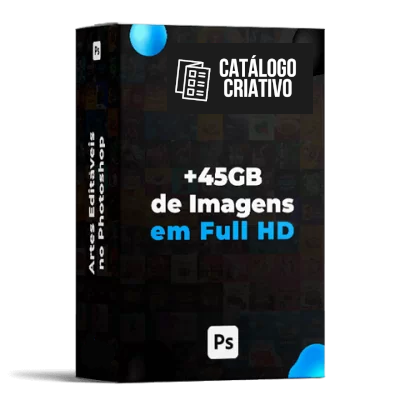 CATÁLOGO
CRIATIVO
+45GB
de Imagens
em Full HD
Ps
Artes Editáveis
no Photoshop
Ps